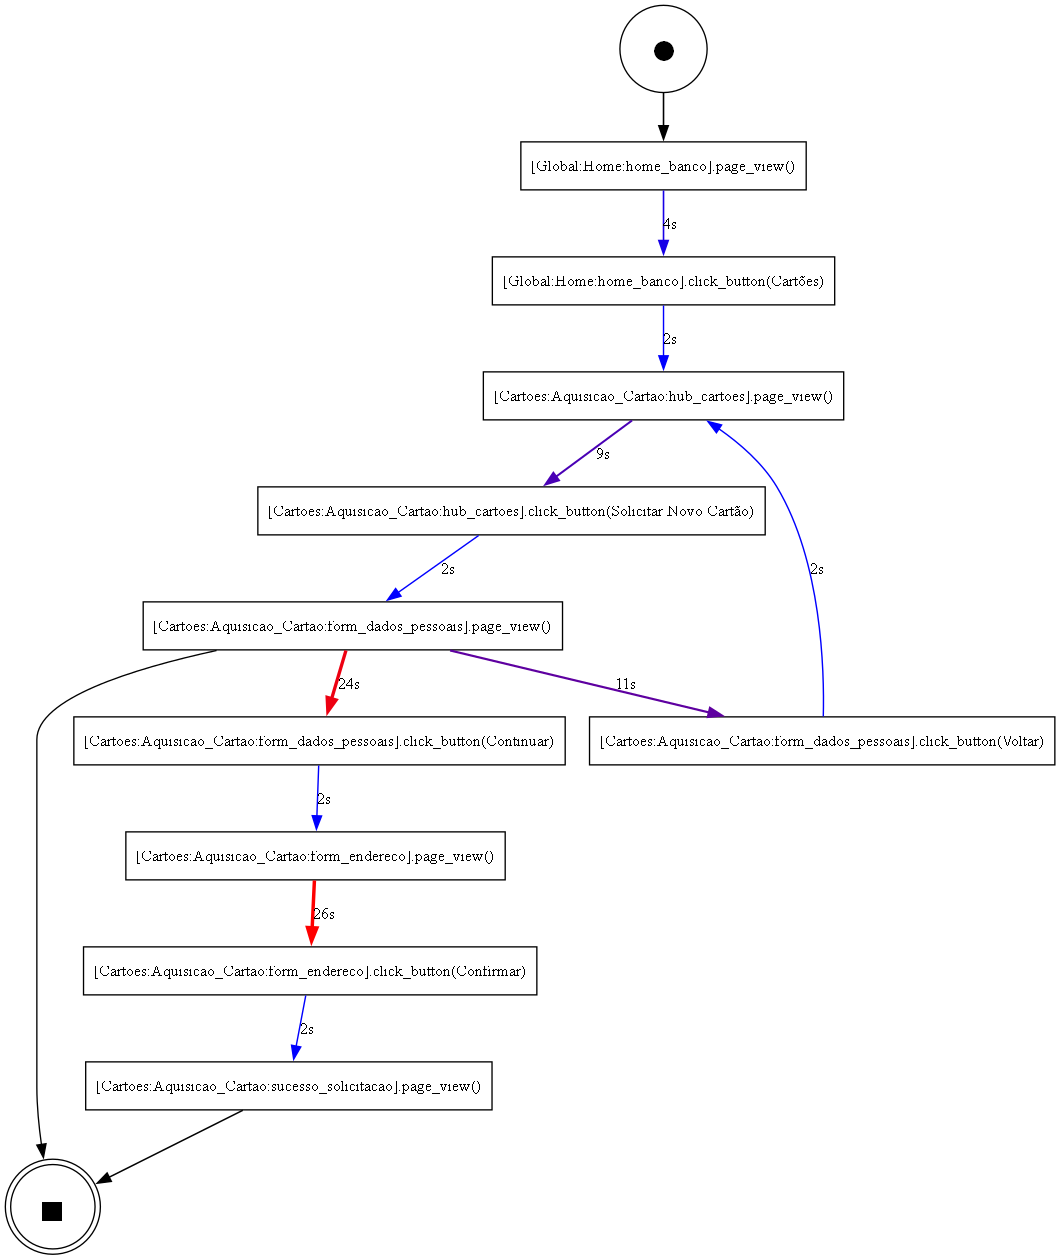 [Global:Home:home_banco].page_view()
4s
[Global:Home:home_banco].click_button(Cartões)
2s
[Cartoes:Aquisicao_Cartao:hub_cartoes].page_view()
9s
[Cartoes:Aquisicao_Cartao:hub_cartoes].click_button(Solicitar Novo Cartão)
2s
2s
[Cartoes:Aquisicao_Cartao:form_dados_pessoais].page_view()
24s
11s
[Cartoes:Aquisicao_Cartao:form_dados_pessoais].click_button(Continuar)
[Cartoes:Aquisicao_Cartao:form_dados_pessoais].click_button(Voltar)
2s
[Cartoes:Aquisicao_Cartao:form_endereco].page_view()
26s
[Cartoes:Aquisicao_Cartao:form_endereco].click_button(Confirmar)
2s
[Cartoes:Aquisicao_Cartao:sucesso_solicitacao].page_view()